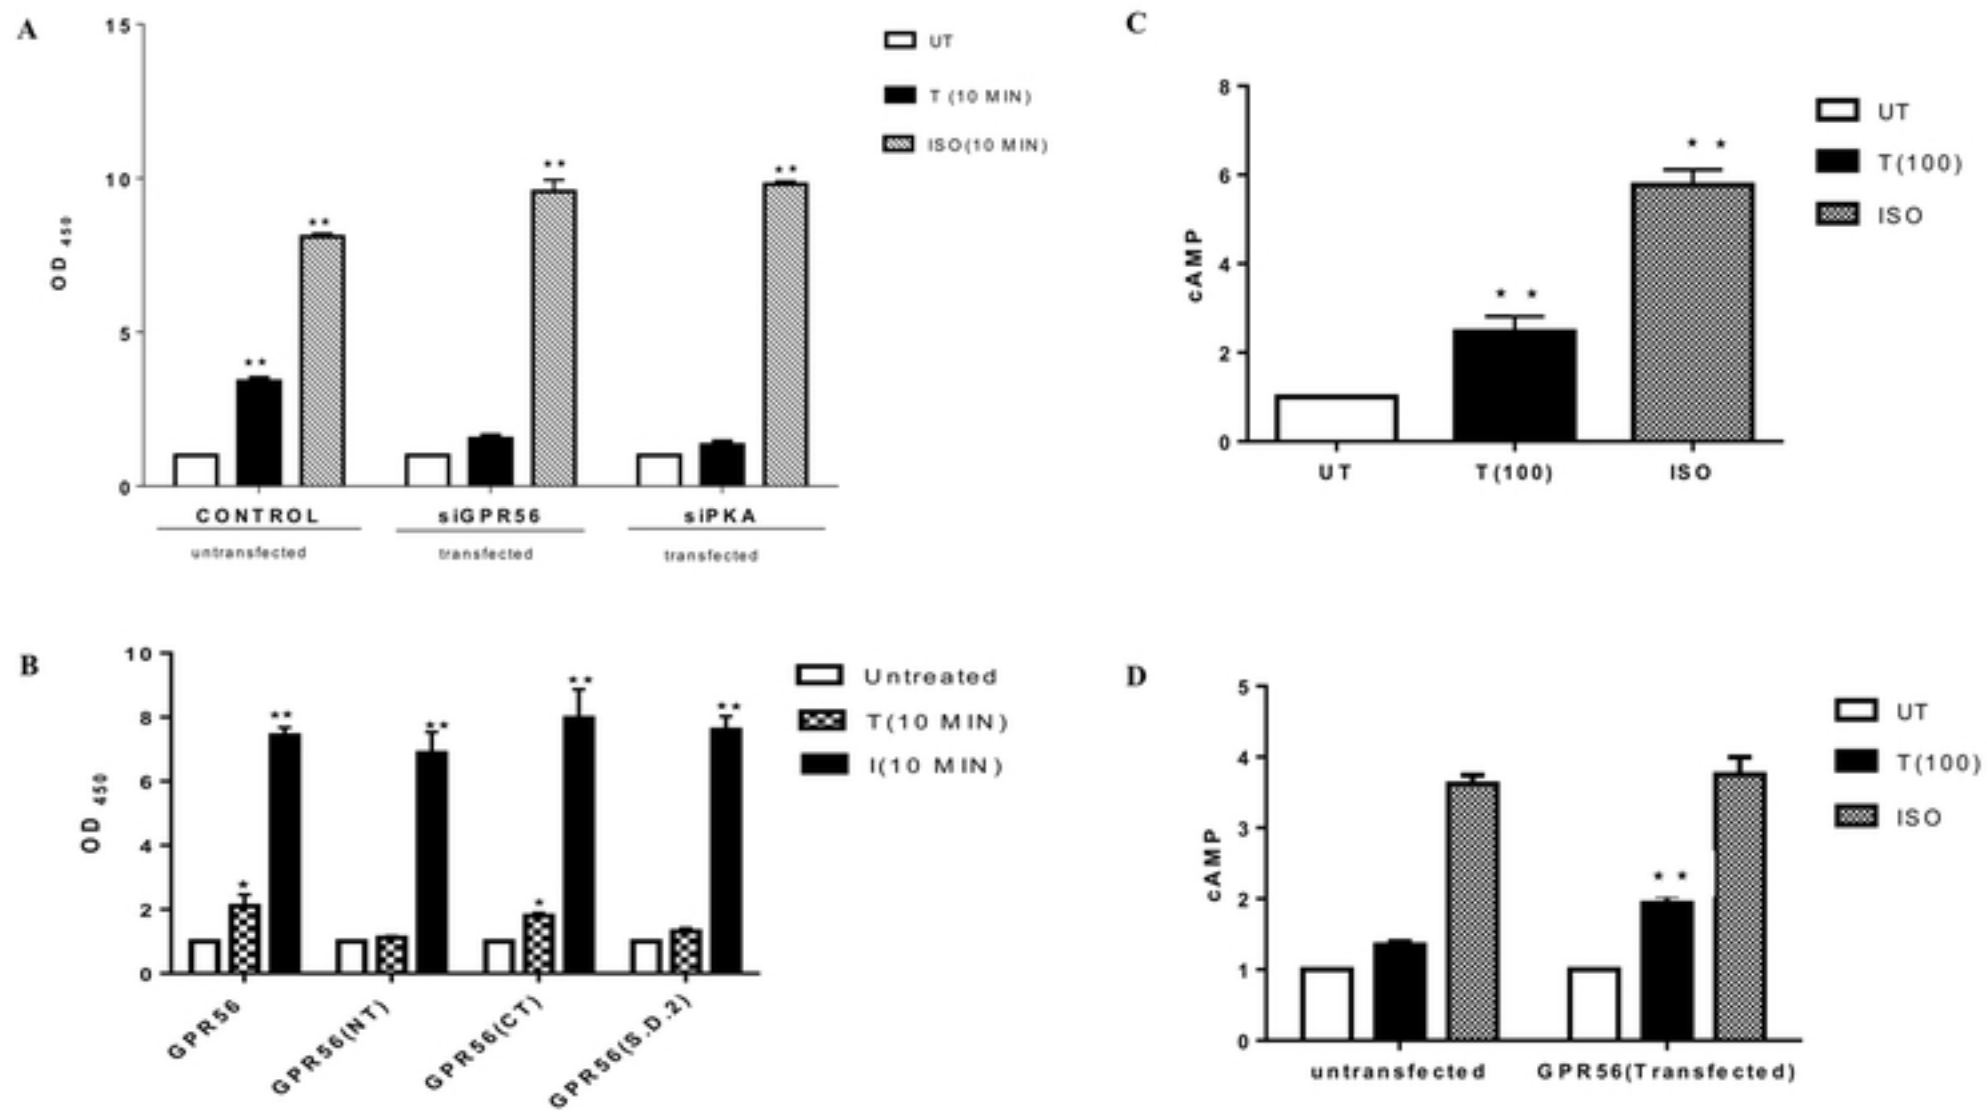 A
15
10
5
0
OD 450
** ** ** ** **
CONTROL siGPR56 siPKA
untransfected transfected transfected
UT
T (10 MIN)
ISO(10 MIN)
C
8
6
4
2
0
cAMP
* * * *
UT T(100) ISO
UT
T(100)
ISO
B
10
8
6
4
2
0
OD 450
* ** ** * ** **
GPR56 GPR56(NT) GPR56(CT) GPR56(S.D.2)
Untreated
T(10 MIN)
I(10 MIN)
D
5
4
3
2
1
0
cAMP
* *
untransfected GPR56(Transfected)
UT
T(100)
ISO